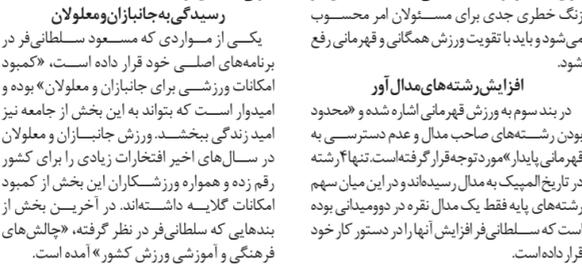 زنگ خطری جدی برای مسئولان امر محسوب
می‌شود و باید با تقویت ورزش همگانی و قهرمانی رفع
شود.
افزایش رشته‌های مدال آور
در بند سوم به ورزش قهرمانی اشاره شده و «محدود
بودن رشته‌های صاحب مدال و عدم دسترسی به
قهرمانی پایدار» مورد توجه قرار گرفته است. تنها ۴ رشته
در تاریخ المپیک به مدال رسیده‌اند و در این میان سهم
رشته‌های پایه فقط یک مدال نقره در دوومیدانی بوده
است که سلطانی‌فر افزایش آنها را در دستور کار خود
قرار داده است.
رسیدگی به جانبازان و معلولان
یکی از مواردی که مسعود سلطانی‌فر در
برنامه‌های اصلی خود قرار داده است، «کمبود
امکانات ورزشی برای جانبازان و معلولان» بوده و
امیدوار است که بتواند به این بخش از جامعه نیز
امید زندگی ببخشد. ورزش جانبازان و معلولان
در سال‌های اخیر افتخارات زیادی را برای کشور
رقم زده و همواره ورزشکاران این بخش از کمبود
امکانات گلایه داشته‌اند. در آخرین بخش از
بندهایی که سلطانی‌فر در نظر گرفته، «چالش‌های
فرهنگی و آموزشی ورزش کشور» آمده است.